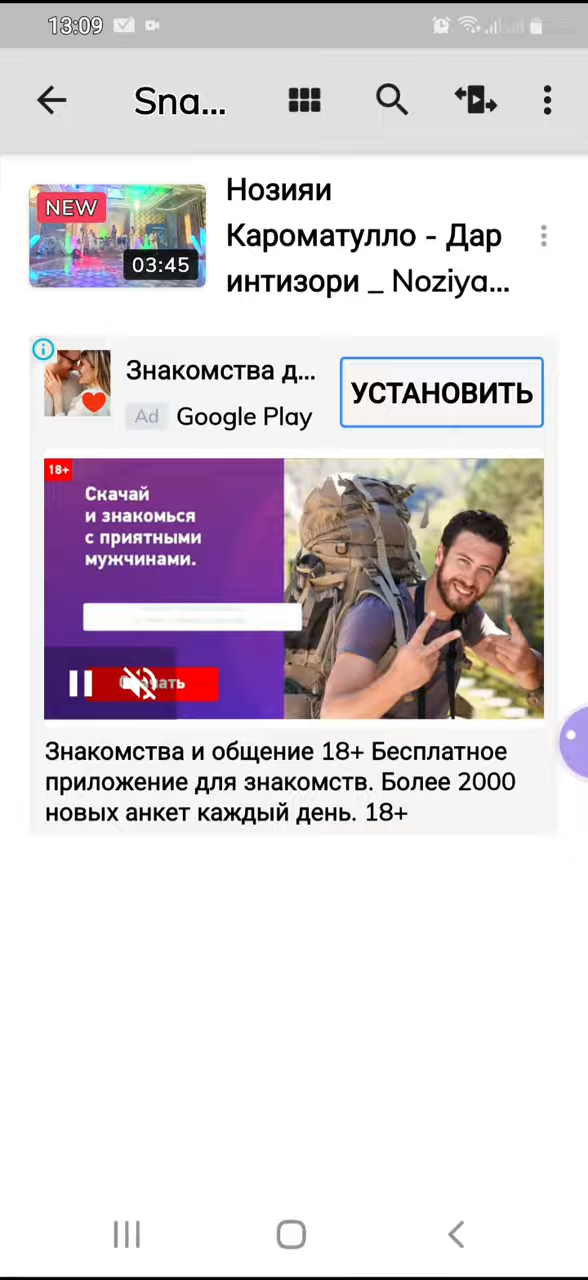 13:09
Sna...
NEW
03:45
Нозияи
Кароматулло - Дар
интизори _ Noziya...
Знакомства д...
Ad Google Play
УСТАНОВИТЬ
18+
Скачай
и знакомься
с приятными
мужчинами.
Знакомства и общение 18+ Бесплатное
приложение для знакомств. Более 2000
новых анкет каждый день. 18+